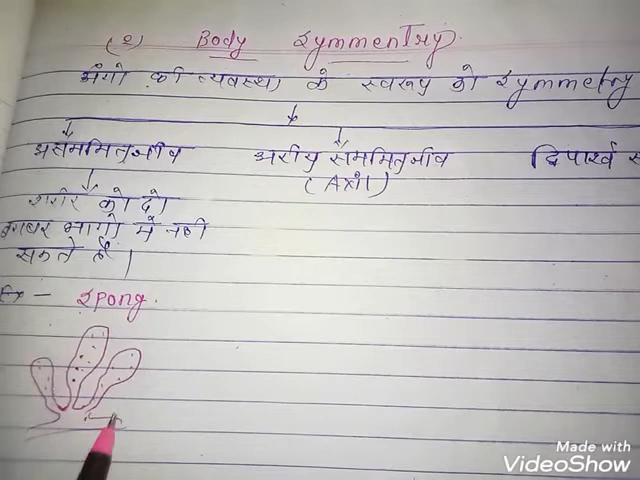 (2) Body Symmentry
अंगो की व्यवस्था के स्वरूप को Symmetry
असममितजीव अरीय सममितजीव द्विपार्श्व स
(AXil)
शरीर को दो
बराबर भागो में नही
सकते है।
Ex - Spong.
Made with
VideoShow